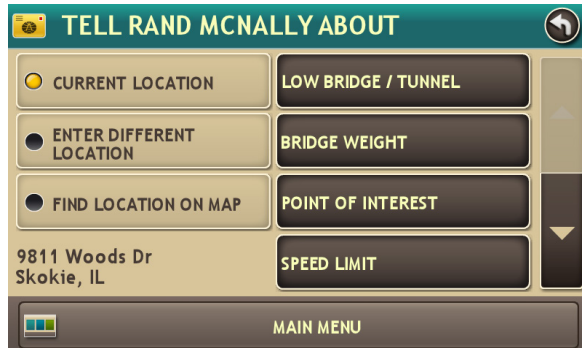 TELL RAND MCNALLY ABOUT
CURRENT LOCATION
ENTER DIFFERENT
LOCATION
FIND LOCATION ON MAP
9811 Woods Dr
Skokie, IL
LOW BRIDGE / TUNNEL
BRIDGE WEIGHT
POINT OF INTEREST
SPEED LIMIT
MAIN MENU